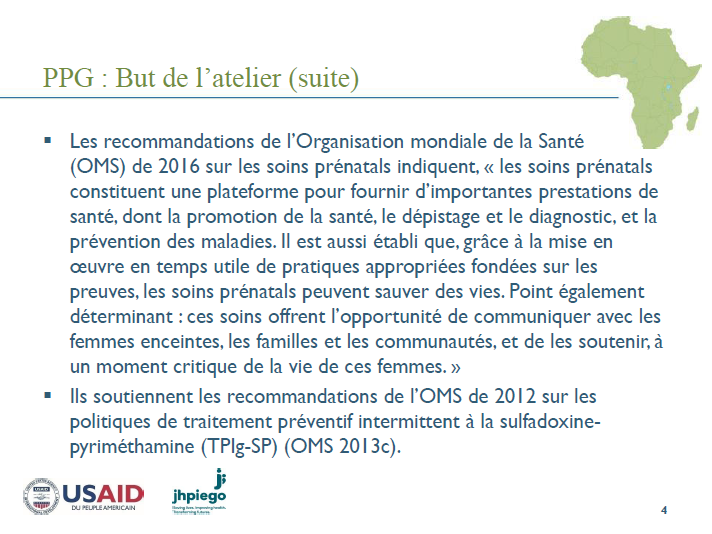 PPG : But de l’atelier (suite)
▪ Les recommandations de l’Organisation mondiale de la Santé
(OMS) de 2016 sur les soins prénatals indiquent, « les soins prénatals
constituent une plateforme pour fournir d’importantes prestations de
santé, dont la promotion de la santé, le dépistage et le diagnostic, et la
prévention des maladies. Il est aussi établi que, grâce à la mise en
œuvre en temps utile de pratiques appropriées fondées sur les
preuves, les soins prénatals peuvent sauver des vies. Point également
déterminant : ces soins offrent l’opportunité de communiquer avec les
femmes enceintes, les familles et les communautés, et de les soutenir, à
un moment critique de la vie de ces femmes. »
▪ Ils soutiennent les recommandations de l’OMS de 2012 sur les
politiques de traitement préventif intermittent à la sulfadoxine-
pyriméthamine (TPIg-SP) (OMS 2013c).
USAID
DU PEUPLE AMERICAIN
jhpiego
Saving lives. Improving health.
Transforming futures.
4